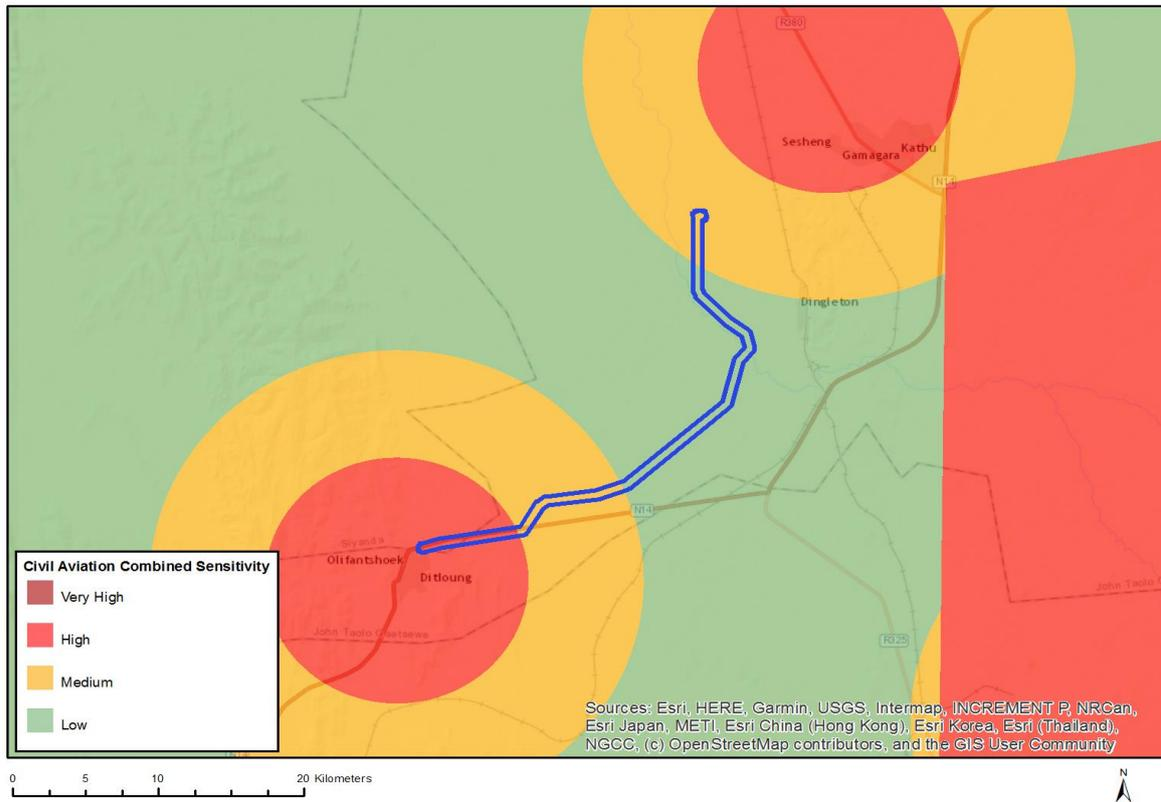 R380
Sesheng
Gamagara
Kathu
N14
Dingleton
N14
Siyanda
Olifantshoek
Ditloung
John Taolo Gaetsewe
John Taolo G
R325
N14
Civil Aviation Combined Sensitivity
Very High
High
Medium
Low
Sources: Esri, HERE, Garmin, USGS, Intermap, INCREMENT P, NRCan,
Esri Japan, METI, Esri China (Hong Kong), Esri Korea, Esri (Thailand),
NGCC, (c) OpenStreetMap contributors, and the GIS User Community
0 5 10 20 Kilometers
N